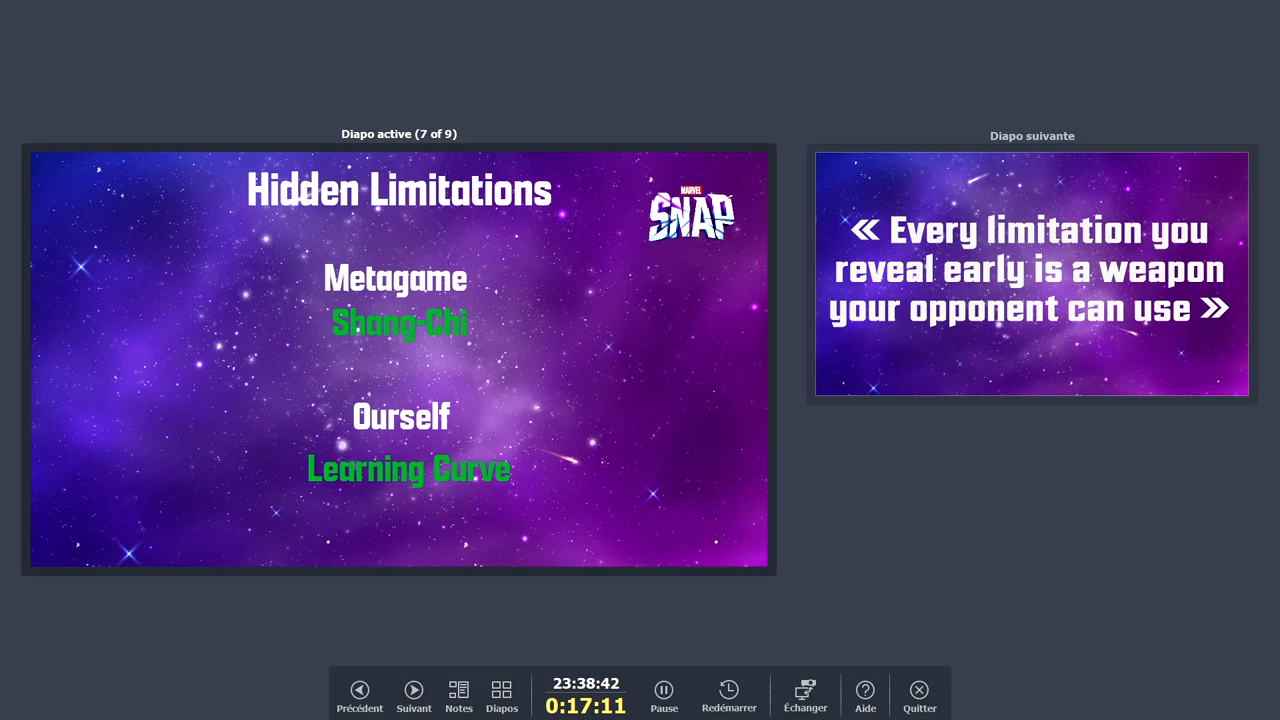 Diapo active (7 of 9)
Hidden Limitations
MARVEL
SNAP
Metagame
Shang-Chi
Ourself
Learning Curve
Diapo suivante
« Every limitation you
reveal early is a weapon
your opponent can use »
Précédent
Suivant
Notes
Diapos
23:38:42
0:17:11
Pause
Redémarrer
Échanger
Aide
Quitter